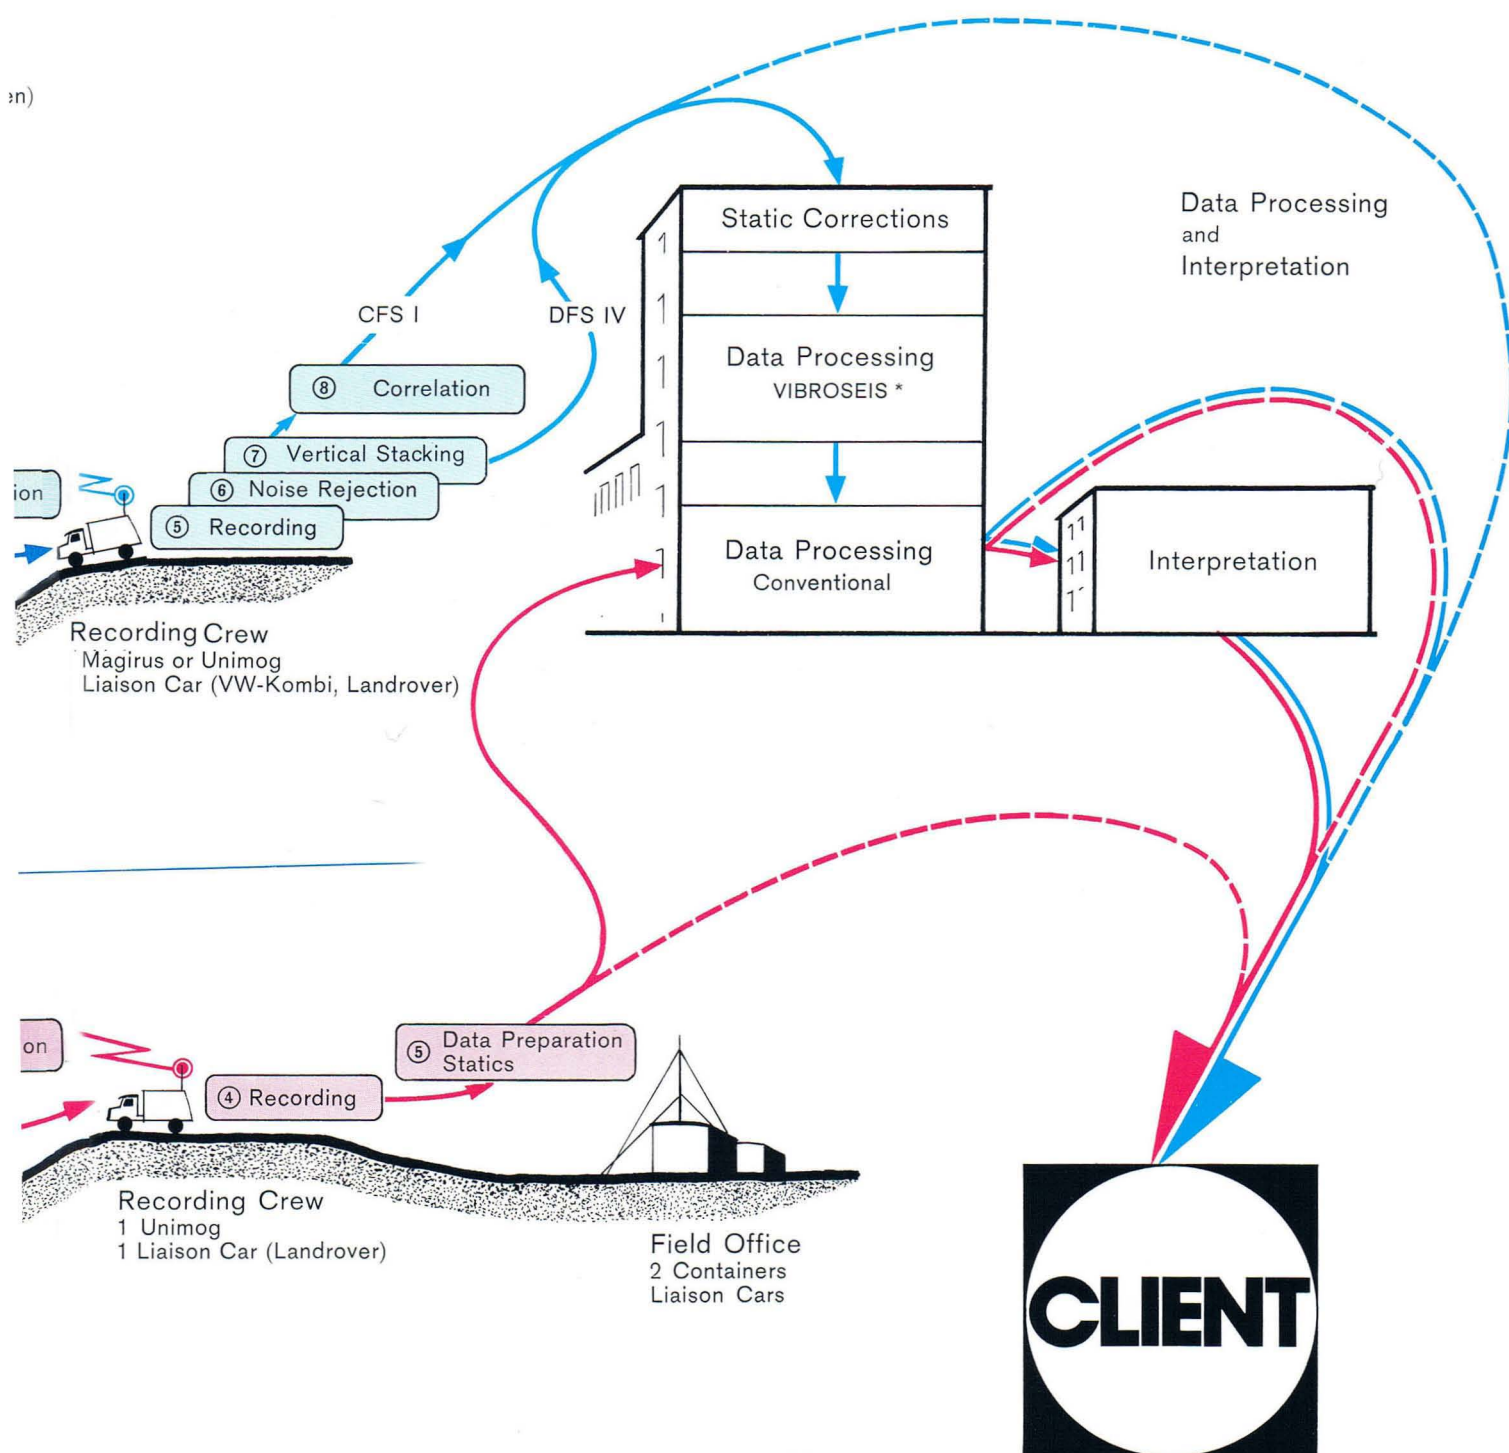 en)
CFS I
DFS IV
⑧ Correlation
⑦ Vertical Stacking
⑥ Noise Rejection
⑤ Recording
ion
Recording Crew
Magirus or Unimog
Liaison Car (VW-Kombi, Landrover)
Static Corrections
Data Processing
VIBROSEIS *
Data Processing
Conventional
Interpretation
Data Processing
and
Interpretation
on
④ Recording
⑤ Data Preparation
Statics
Recording Crew
1 Unimog
1 Liaison Car (Landrover)
Field Office
2 Containers
Liaison Cars
CLIENT